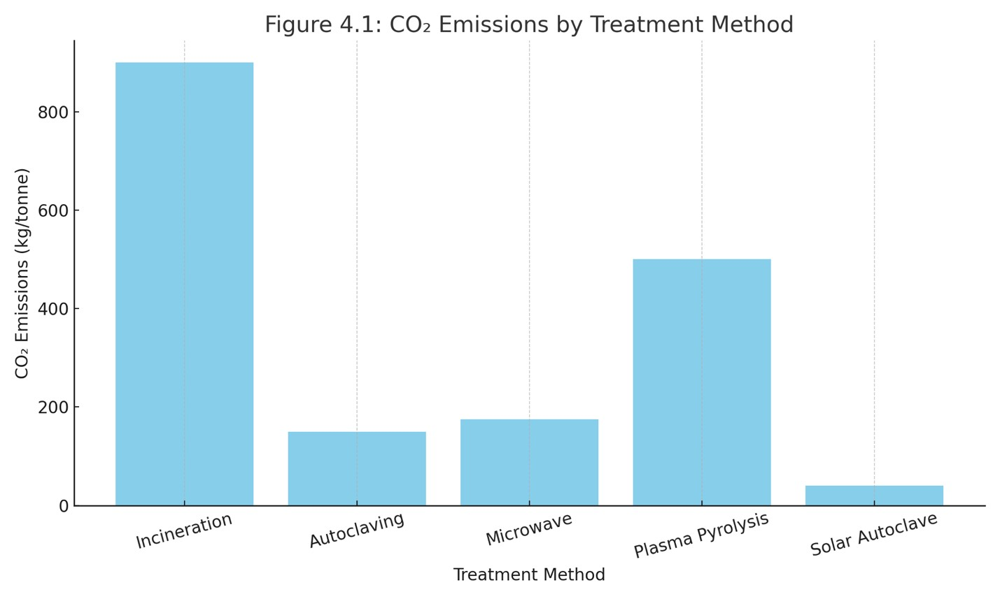 Figure 4.1: CO₂ Emissions by Treatment Method
CO₂ Emissions (kg/tonne)
800
600
400
200
0
Incineration
Autoclaving
Microwave
Plasma Pyrolysis
Solar Autoclave
Treatment Method